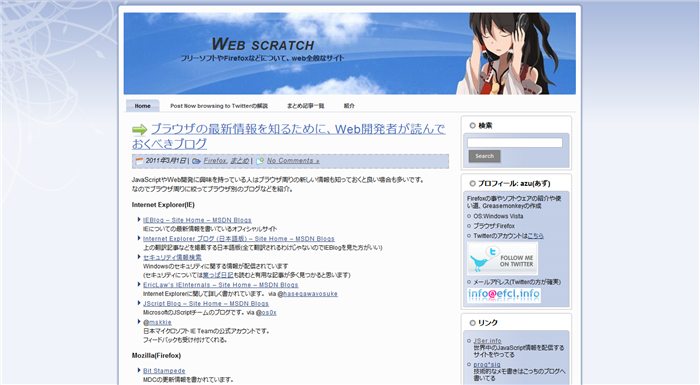 WEB SCRATCH
フリーソフトやFirefoxなどについて、web全般なサイト
Home
Post Now browsing to Twitterの解説
まとめ記事一覧
紹介
ブラウザの最新情報を知るために、Web開発者が読んで
おくべきブログ
2011年3月1日 | Firefox, まとめ | No Comments »
JavaScriptやWeb開発に興味を持っている人はブラウザ周りの新しい情報も知っておくと良い場合も多いです。
なのでブラウザ周りに絞ってブラウザ別のブログなどを紹介。
Internet Explorer(IE)
IEBlog – Site Home – MSDN Blogs
IEについての最新情報を書いているオフィシャルサイト
Internet Explorer ブログ (日本語版) – Site Home – MSDN Blogs
上の翻訳記事などを掲載する日本語版(全て翻訳されるわけじゃないのでIEBlogを見た方がいい)
セキュリティ情報検索
Windowsのセキュリティに関する情報が配信されています
(セキュリティについては葉っぱ日記も読むと有用な記事が多く見つかると思います)
EricLaw's IEInternals – Site Home – MSDN Blogs
Internet Explorerに関して詳しく書かれています。 via @hasegawayosuke
JScript Blog – Site Home – MSDN Blogs
MicrosoftのJScriptチームのブログです。 via @os0x
@mskkie
日本マイクロソフト IE Teamの公式アカウントです。
フィードバックも受け付けてくれる。
Mozilla(Firefox)
Bit Stampede
MDCの更新情報を書かれています。
検索
Search
プロフィール: azu(あず)
Firefoxの事やソフトウェアの紹介や使
い道、Greasemonkeyの作成
OS:Windows Vista
ブラウザ:Firefox
Twitterのアカウントはこちら
FOLLOW ME
ON TWITTER
メールアドレス(Twitterの方が確実)
info@efcl.info
リンク
JSer.info
世界中のJavaScript情報を配信する
サイトをやってる
prog*sig
技術的なメモ書きはこっちのブログへ
書いてる